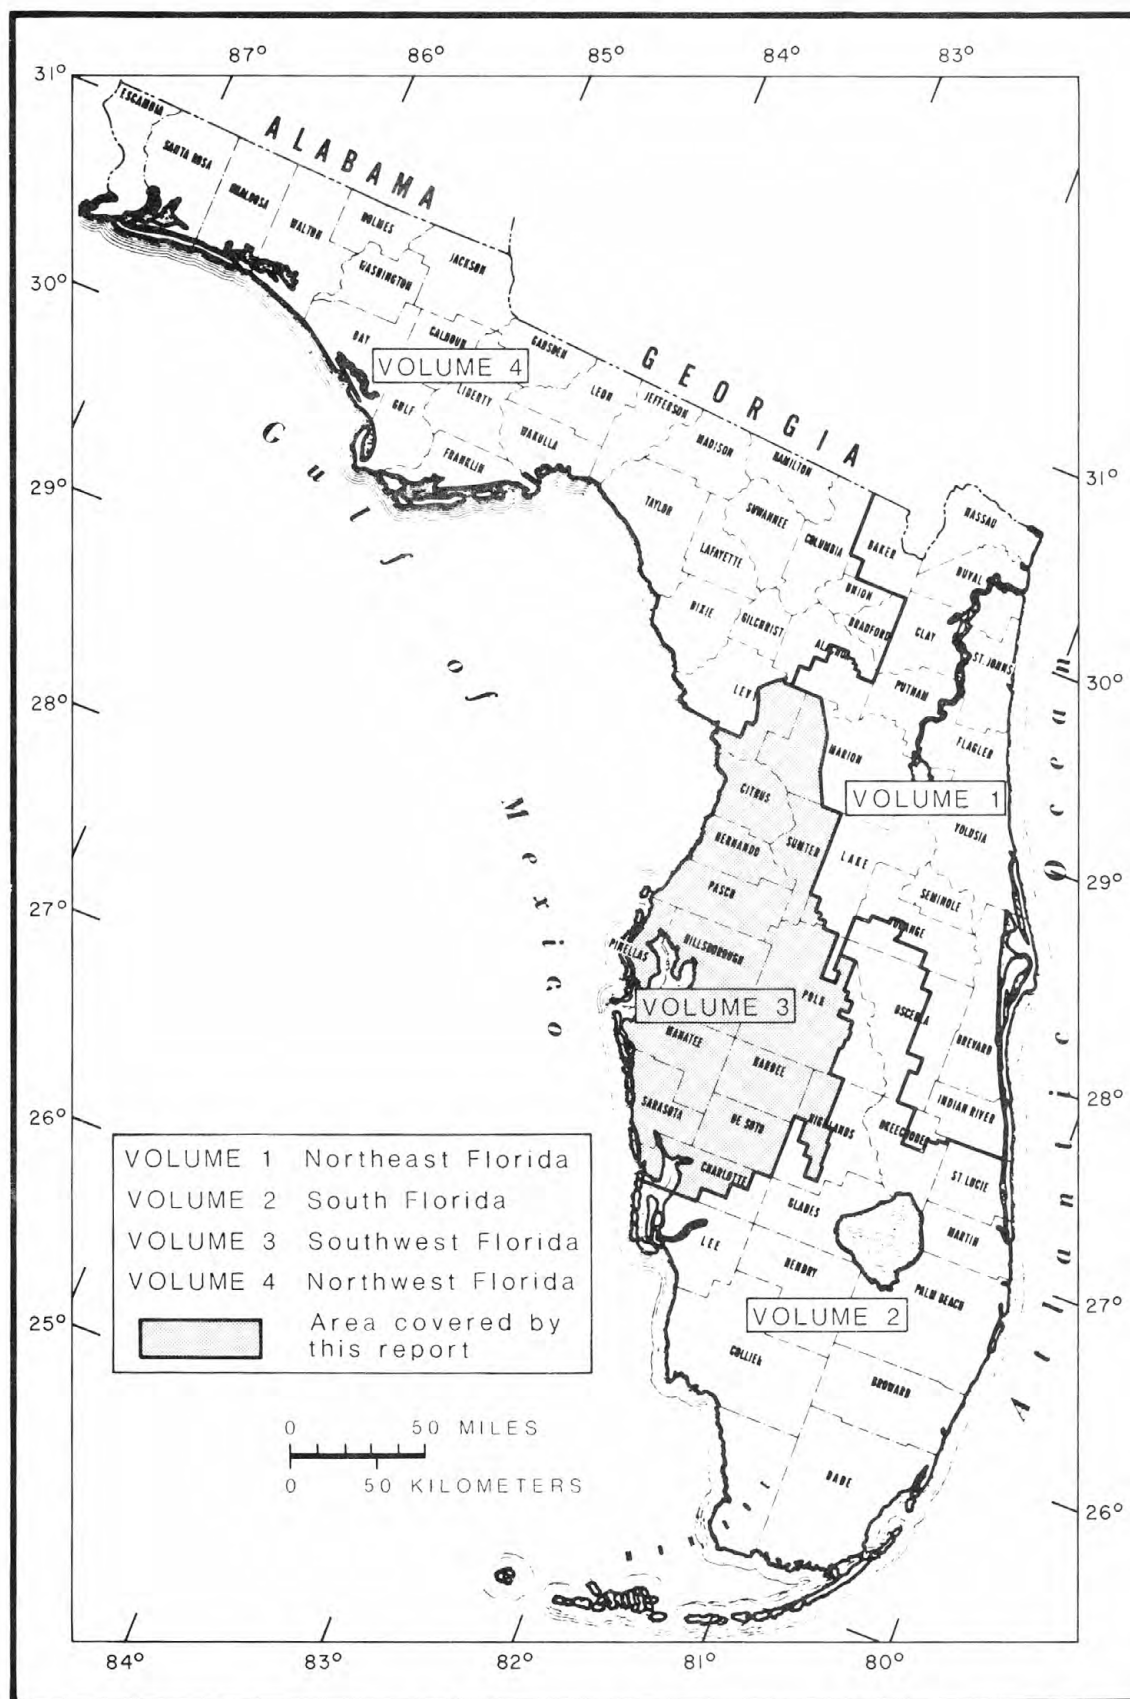 87° 86° 85° 84° 83°
31°
ESCAMBIA
ALABAMA
SANTA ROSA
OKALOOSA
WALTON
HOLMES
JACKSON
WASHINGTON
30°
BAY
CALHOUN
GADSDEN
GEORGIA
VOLUME 4
LIBERTY
LEON
JEFFERSON
GULF
MADISON
HAMILTON
WAKULLA
FRANKLIN
Gulf of Mexico
29°
31°
TAYLOR
SUWANNEE
COLUMBIA
BAKER
NASSAU
LAFAYETTE
DUVAL
UNION
DIXIE
GILCHRIST
BRADFORD
CLAY
ALACHUA
ST. JOHNS
LEVY
PUTNAM
30°
28°
MARION
FLAGLER
Atlantic Ocean
CITRUS
VOLUME 1
VOLUSIA
HERNANDO
SUMTER
LAKE
29°
PASCO
SEMINOLE
27°
ORANGE
PINELLAS
HILLSBOROUGH
VOLUME 3
POLK
OSCEOLA
BREVARD
MANATEE
HARDEE
INDIAN RIVER
28°
26°
SARASOTA
DE SOTO
HIGHLANDS
OKEECHOBEE
CHARLOTTE
ST. LUCIE
GLADES
MARTIN
LEE
HENDRY
PALM BEACH
27°
VOLUME 2
COLLIER
BROWARD
DADE
26°
VOLUME 1 Northeast Florida
VOLUME 2 South Florida
VOLUME 3 Southwest Florida
VOLUME 4 Northwest Florida
Area covered by
this report
25°
0 50 MILES
0 50 KILOMETERS
84° 83° 82° 81° 80°